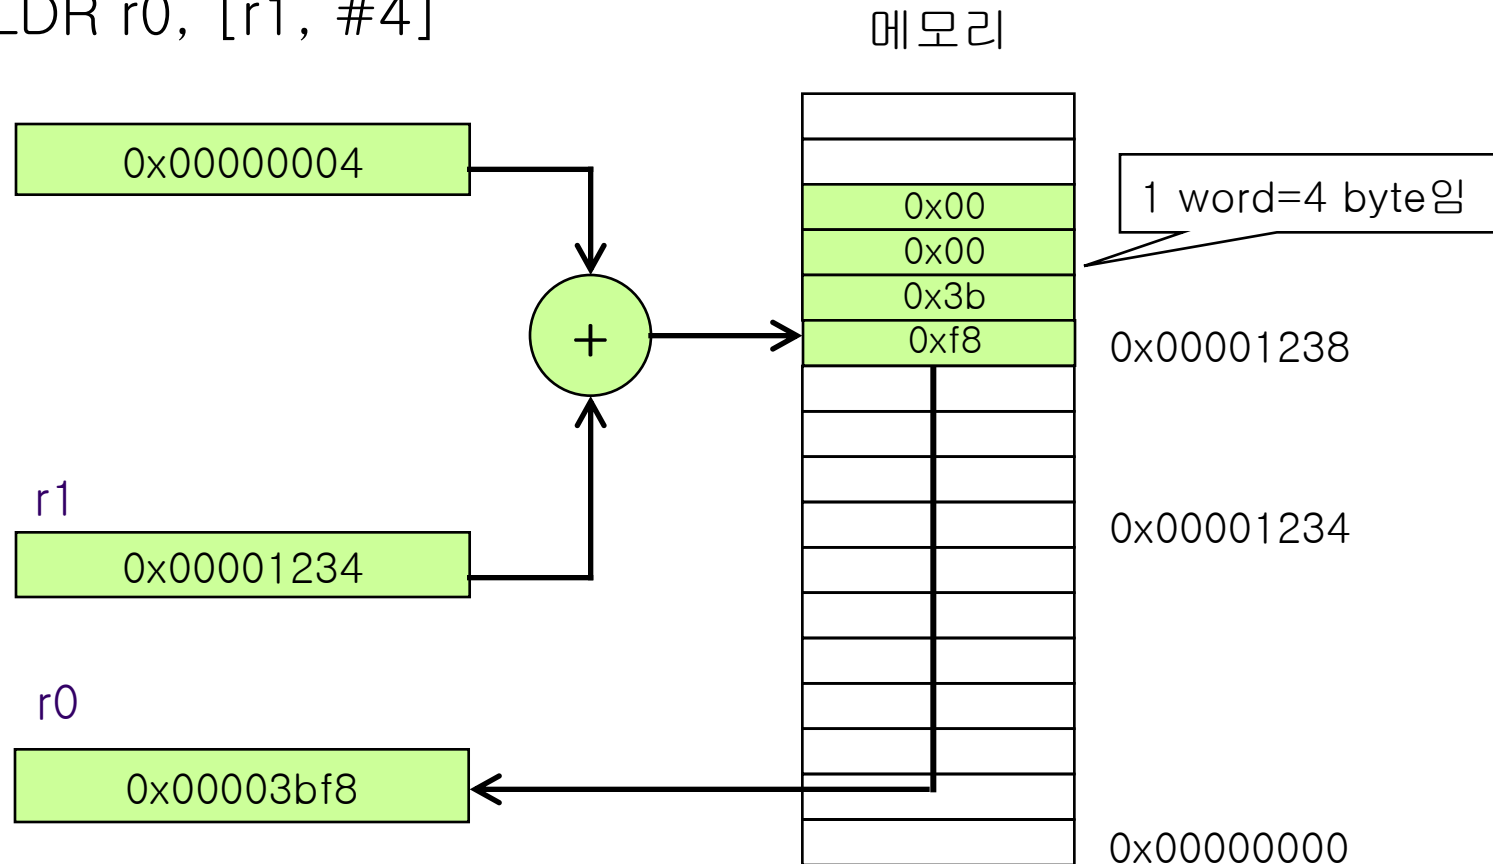 LDR r0, [r1, #4]
메모리
0x00000004
0x00
1 word=4 byte임
0x00
0x3b
+
0xf8
0x00001238
r1
0x00001234
0x00001234
r0
0x00003bf8
0x00000000